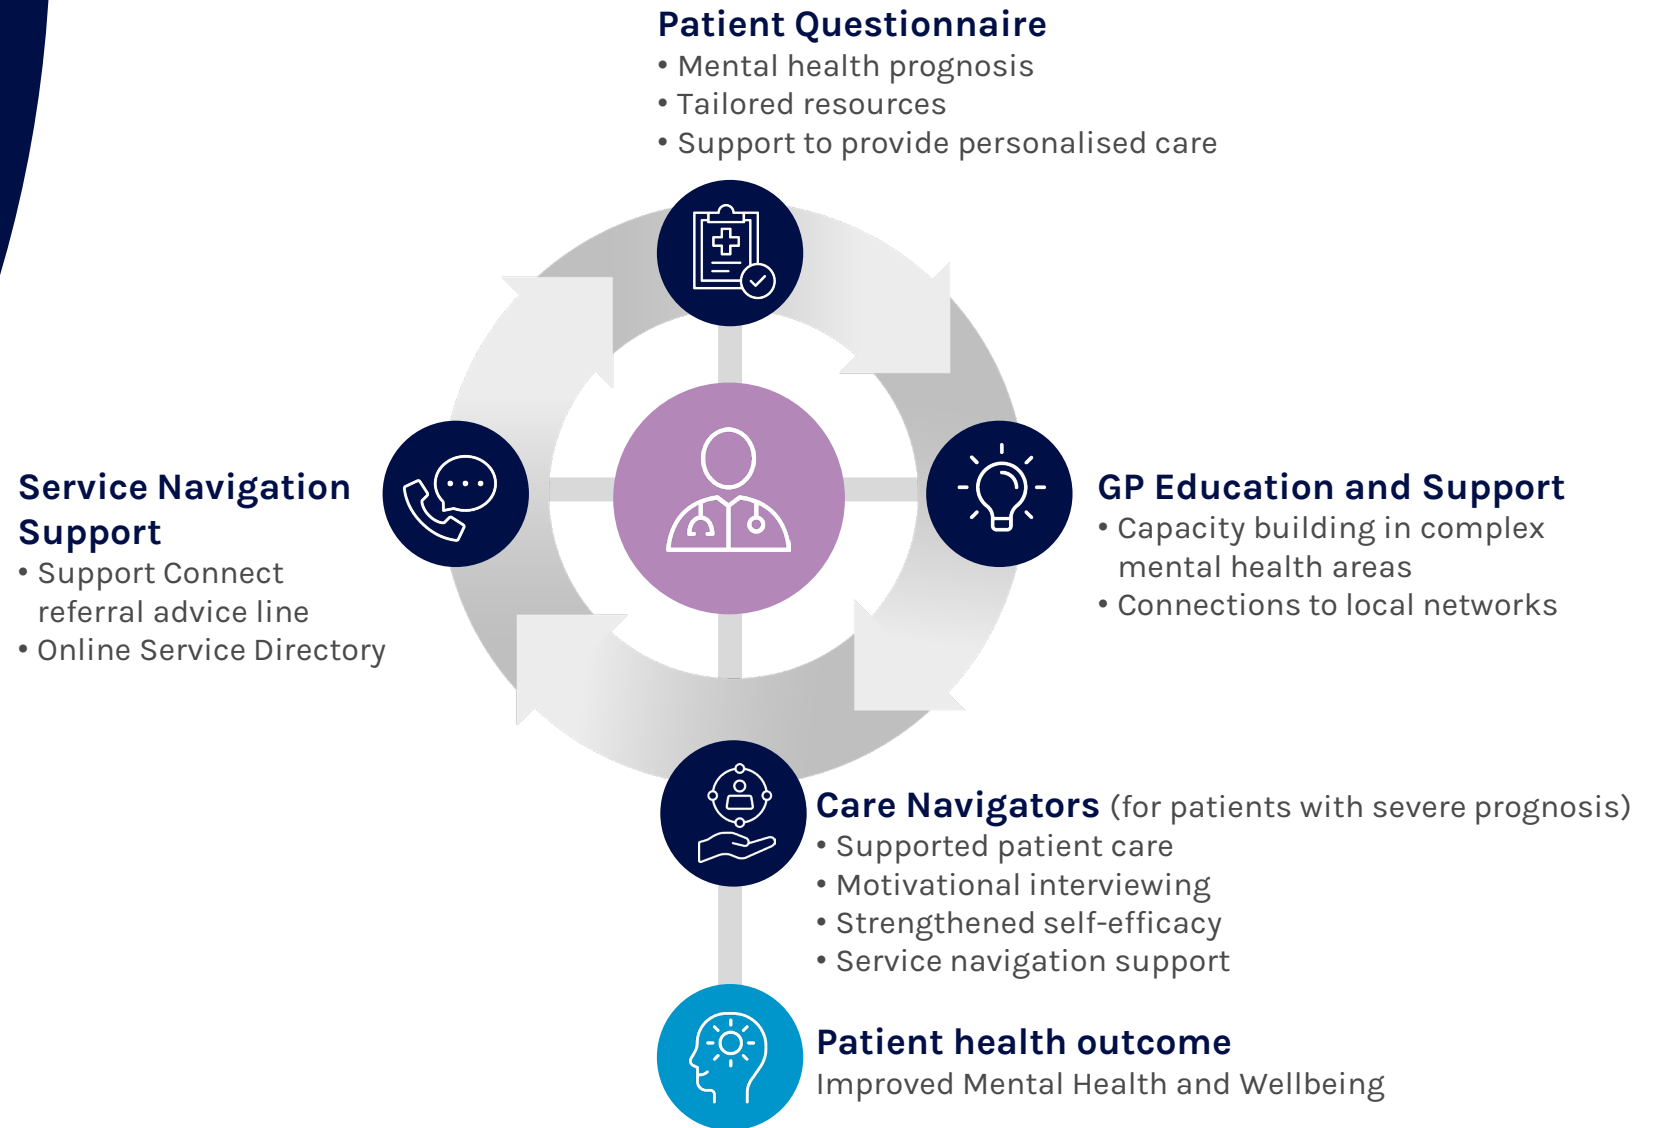 Patient Questionnaire
• Mental health prognosis
• Tailored resources
• Support to provide personalised care
Service Navigation
Support
• Support Connect
referral advice line
• Online Service Directory
GP Education and Support
• Capacity building in complex
mental health areas
• Connections to local networks
Care Navigators (for patients with severe prognosis)
• Supported patient care
• Motivational interviewing
• Strengthened self-efficacy
• Service navigation support
Patient health outcome
Improved Mental Health and Wellbeing